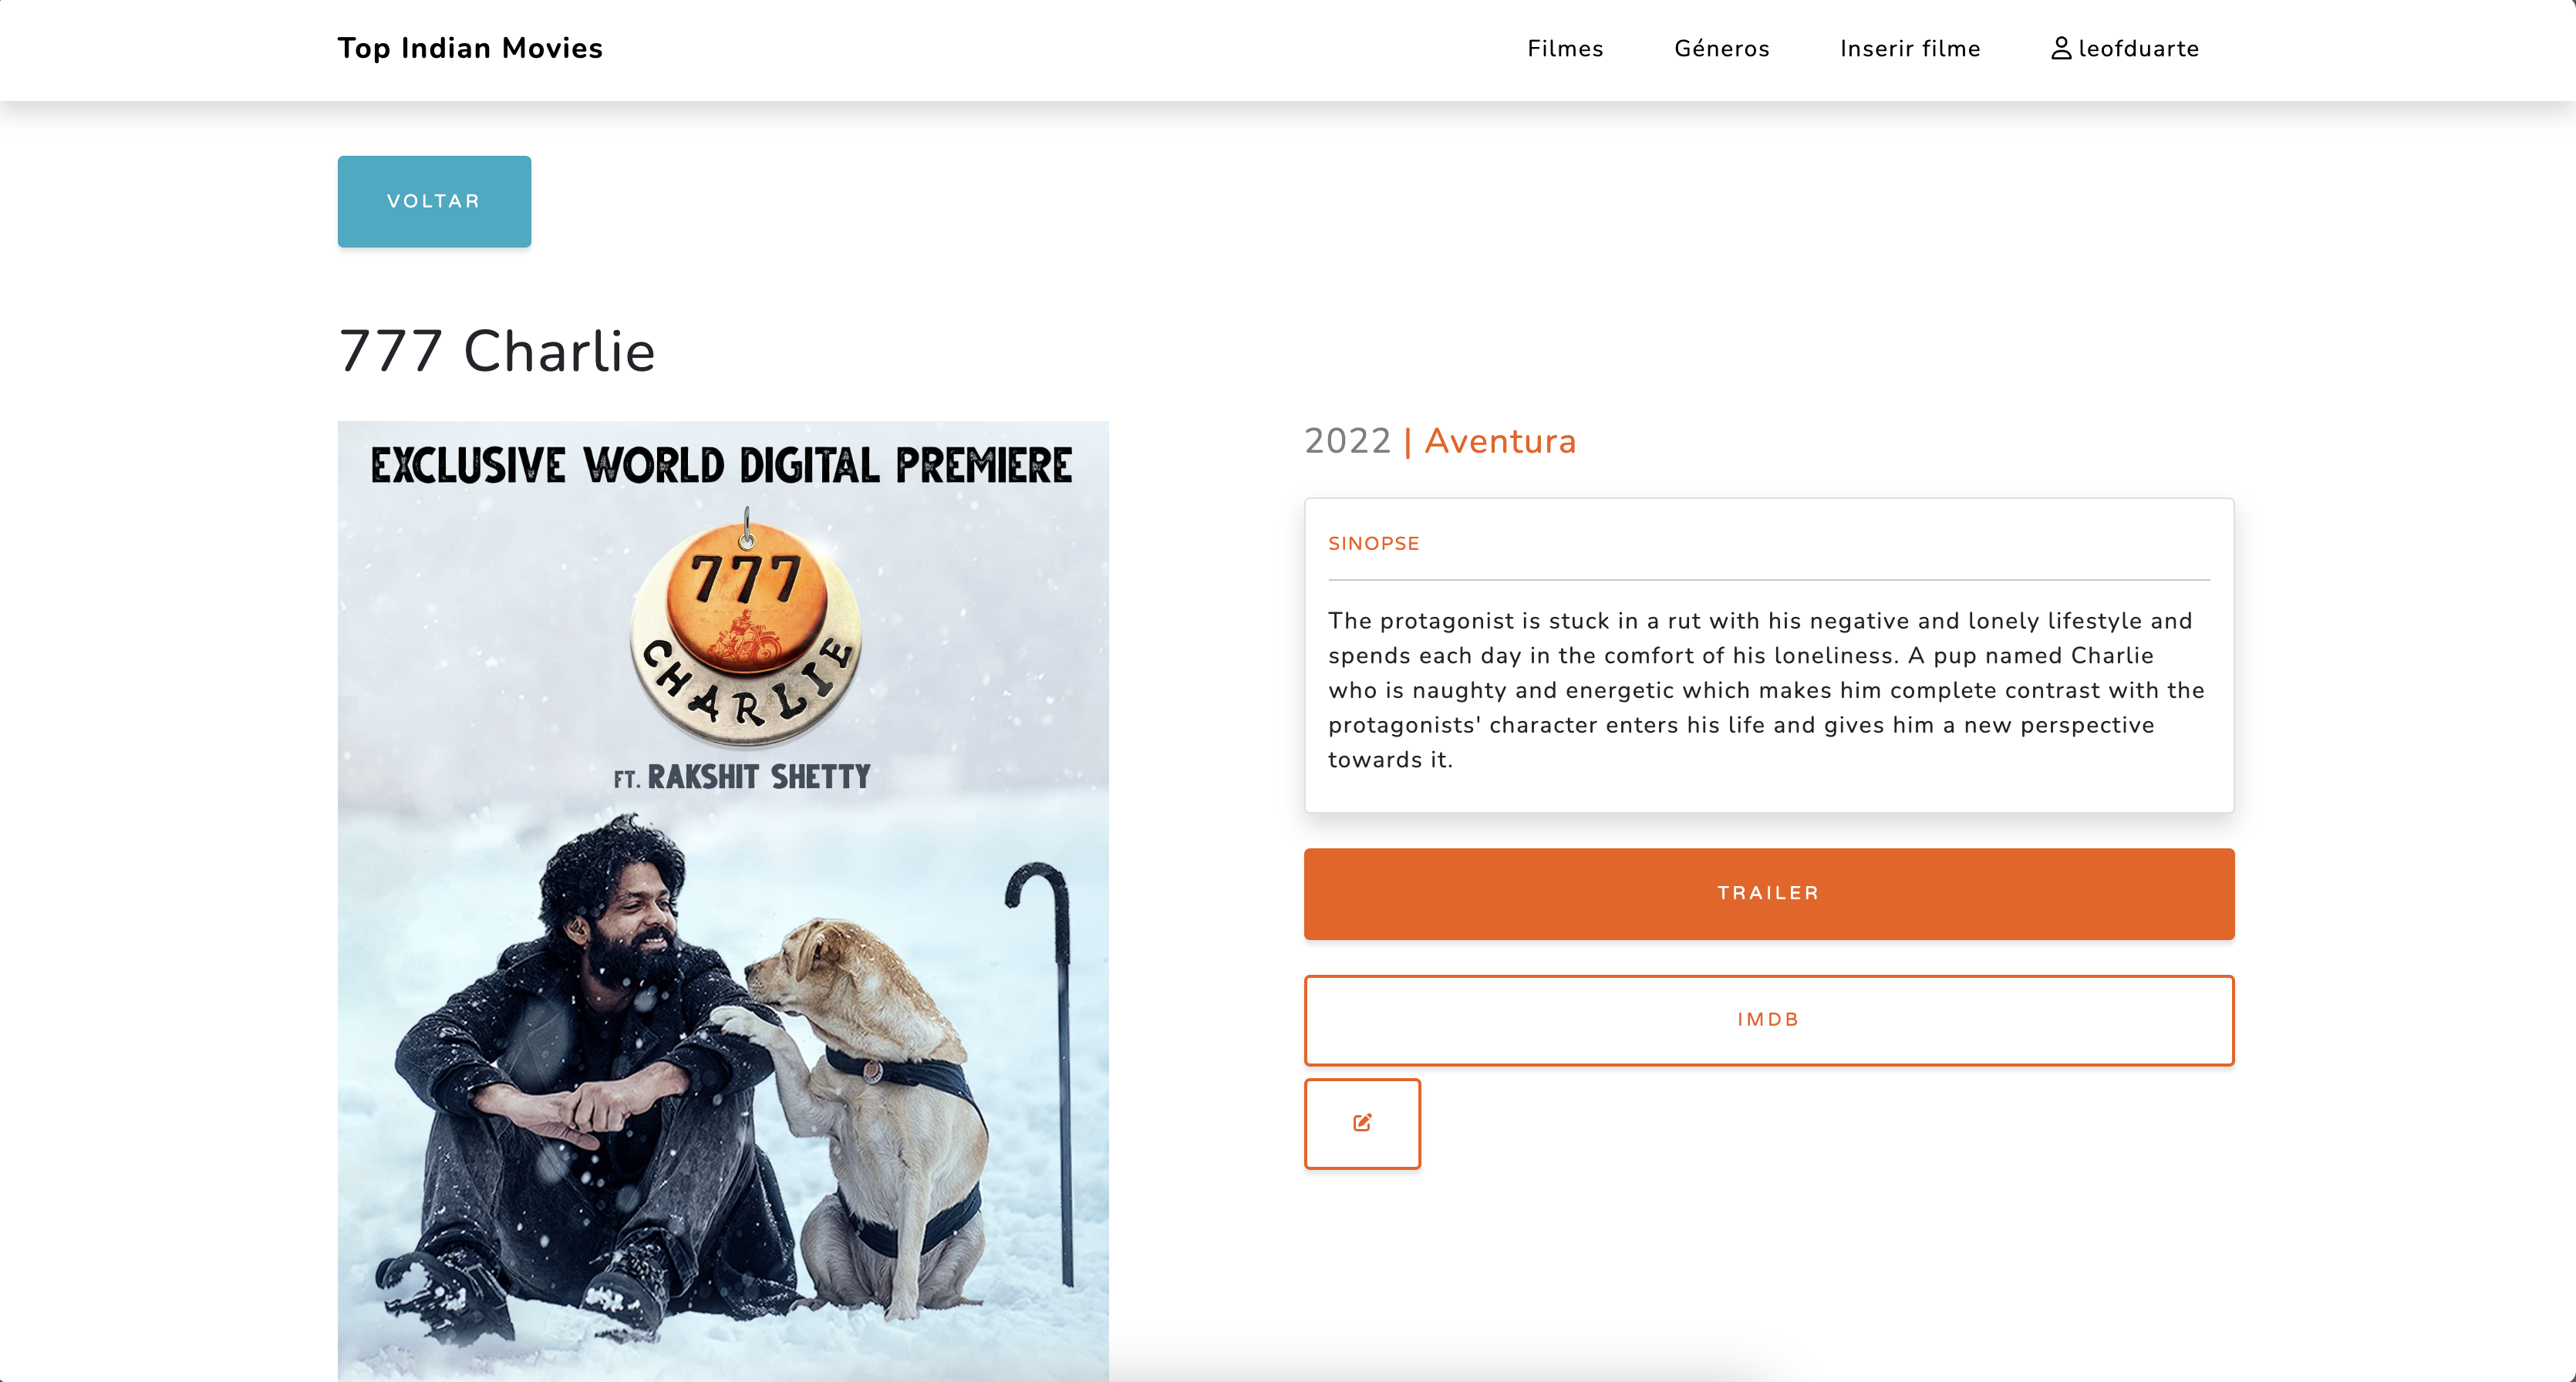 Top Indian Movies
Filmes
Géneros
Inserir filme
leofduarte
VOLTAR
777 Charlie
EXCLUSIVE WORLD DIGITAL PREMIERE
777
CHARLIE
FT. RAKSHIT SHETTY
2022 | Aventura
SINOPSE
The protagonist is stuck in a rut with his negative and lonely lifestyle and
spends each day in the comfort of his loneliness. A pup named Charlie
who is naughty and energetic which makes him complete contrast with the
protagonists' character enters his life and gives him a new perspective
towards it.
TRAILER
IMDB